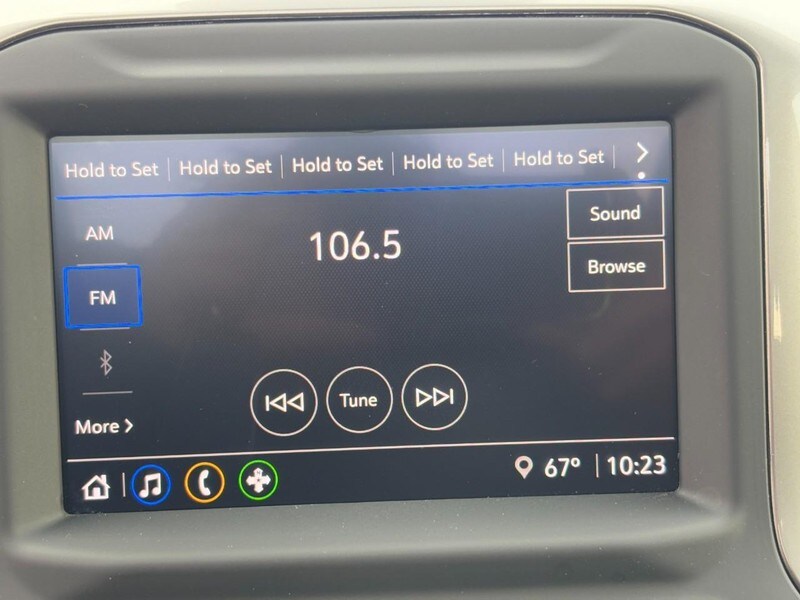 Hold to Set Hold to Set Hold to Set Hold to Set Hold to Set
AM
106.5
Sound
FM
Browse
Tune
More
67° 10:23